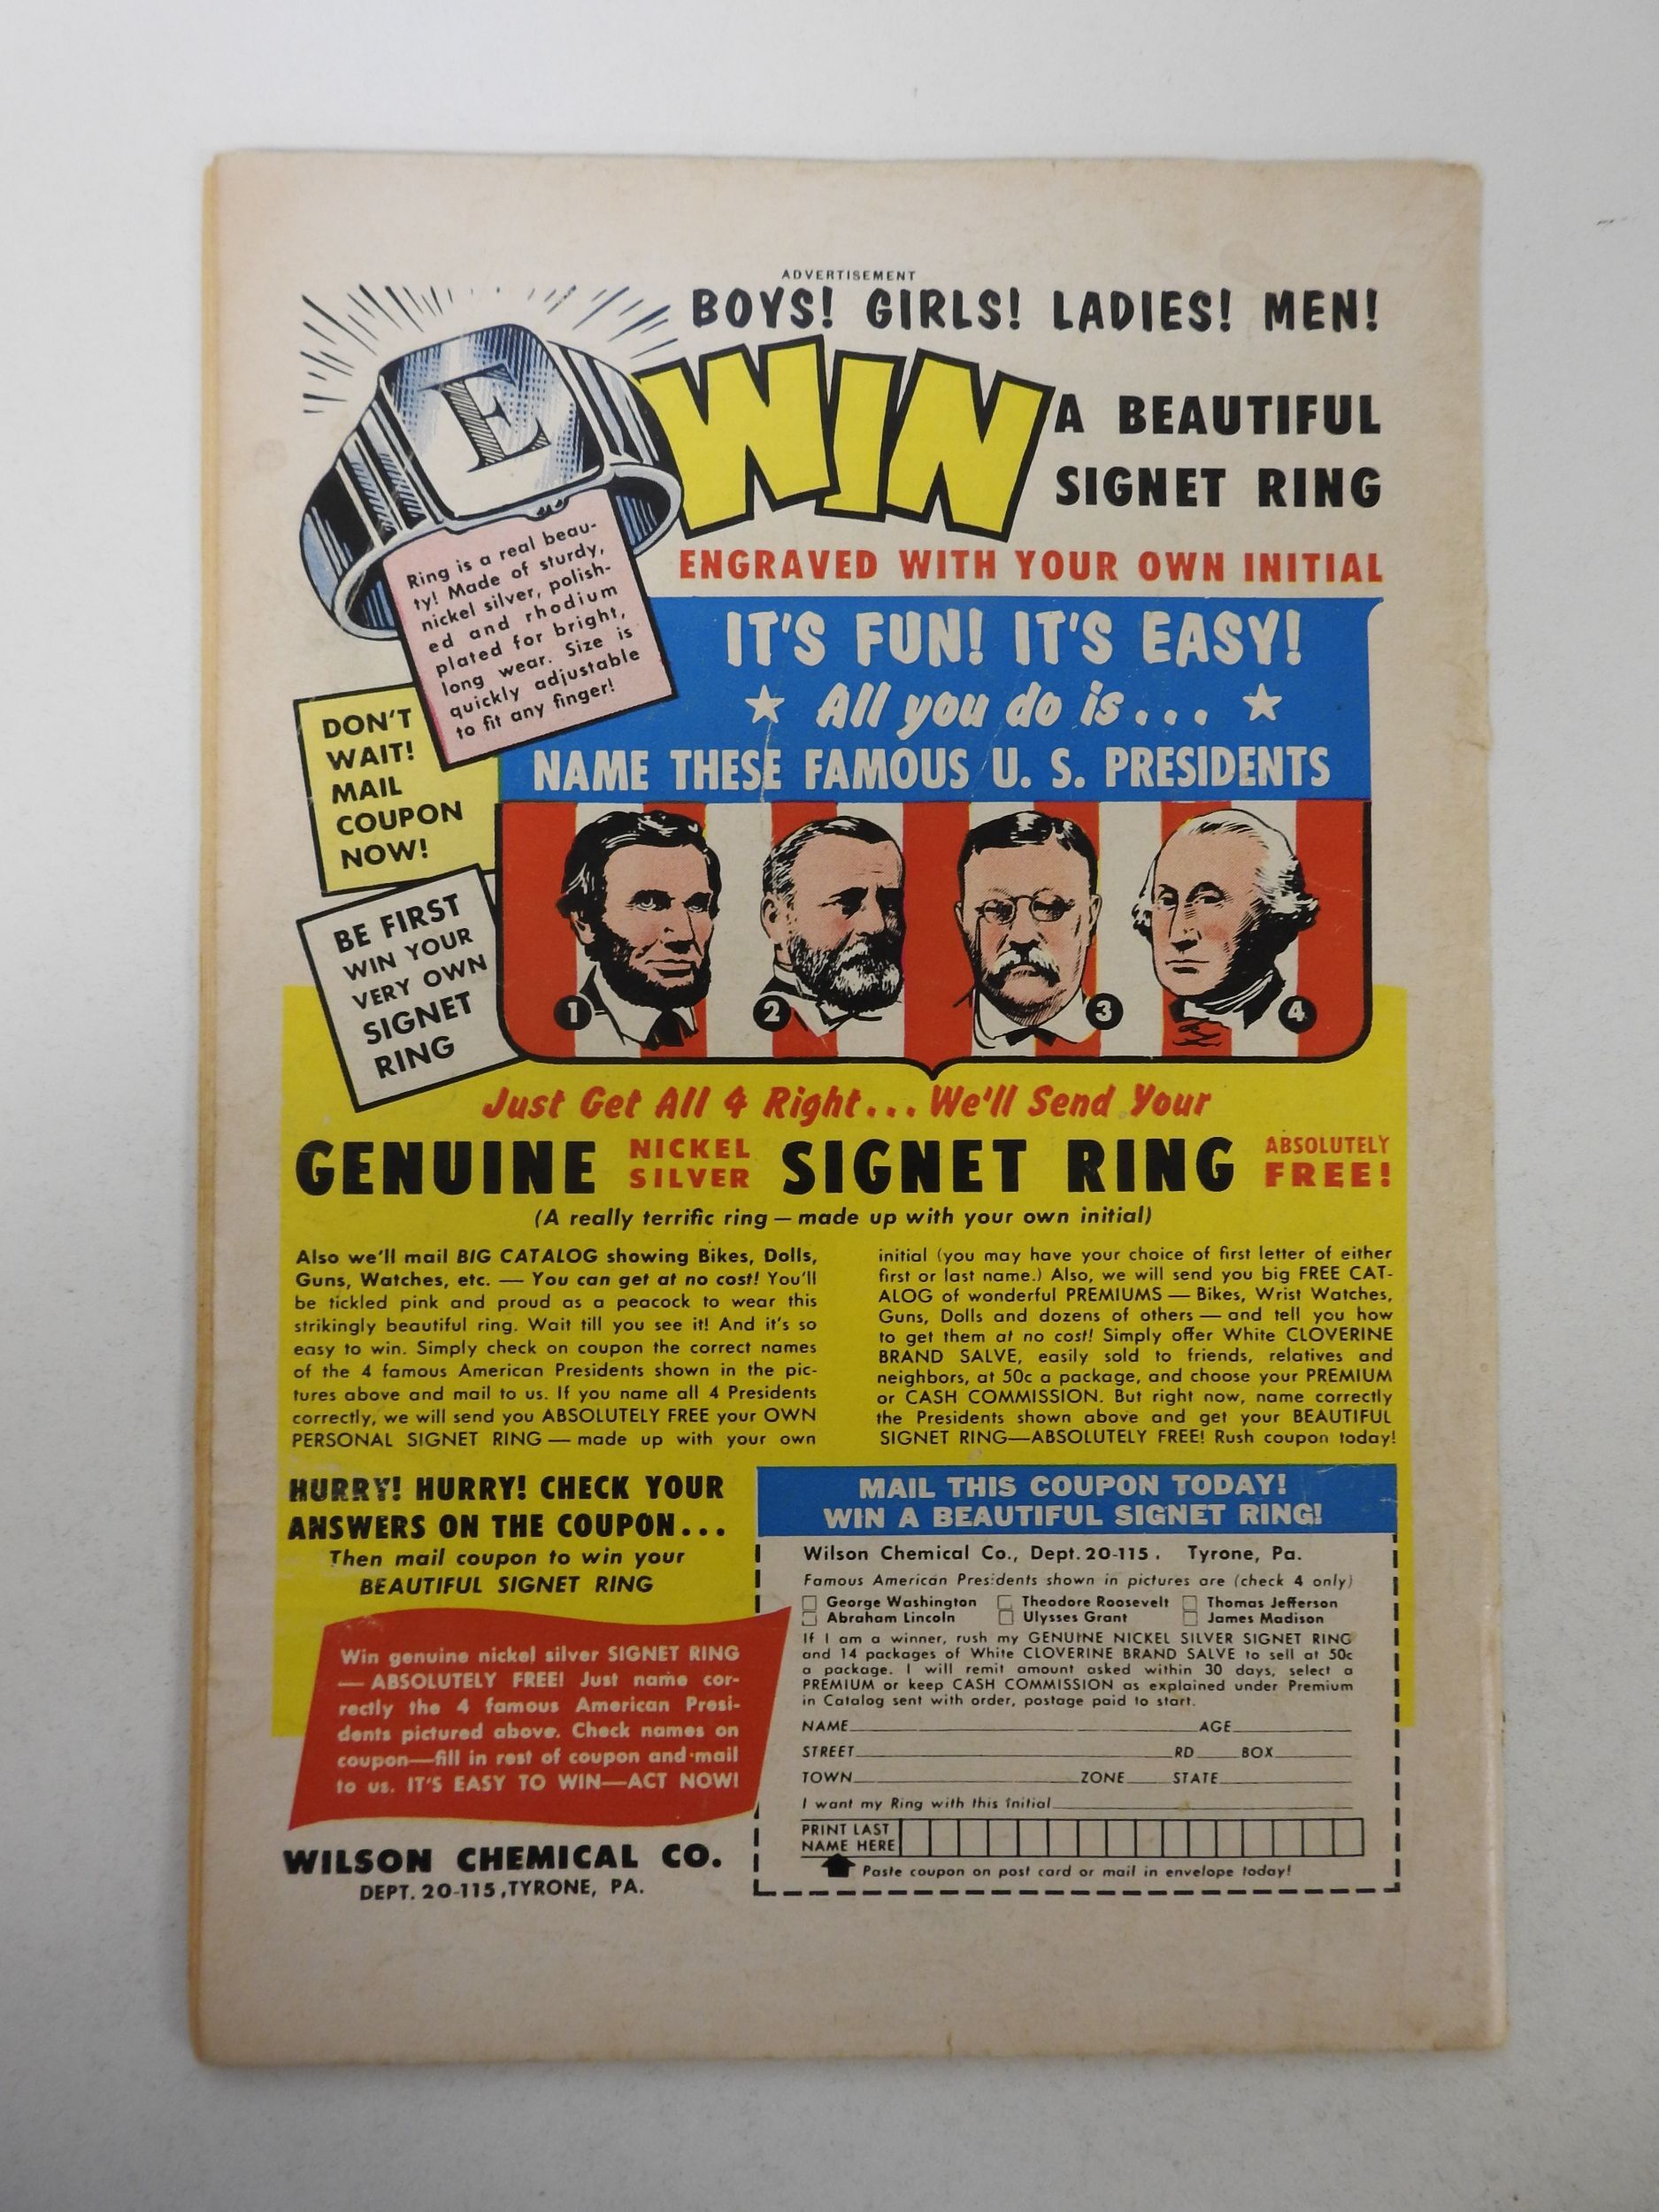 ADVERTISEMENT
BOYS! GIRLS! LADIES! MEN!
WIN
A BEAUTIFUL
SIGNET RING
ENGRAVED WITH YOUR OWN INITIAL
E
Ring is a real beau-
ty! Made of sturdy,
nickel silver, polish-
ed and rhodium
plated for bright,
long wear. Size is
quickly adjustable
to fit any finger!
DON'T
WAIT!
MAIL
COUPON
NOW!
BE FIRST
WIN YOUR
VERY OWN
SIGNET
RING
IT'S FUN! IT'S EASY!
All you do is...
NAME THESE FAMOUS U. S. PRESIDENTS
1 2 3 4
Just Get All 4 Right... We'll Send Your
GENUINE NICKEL SILVER SIGNET RING ABSOLUTELY FREE!
(A really terrific ring — made up with your own initial)
Also we'll mail BIG CATALOG showing Bikes, Dolls,
Guns, Watches, etc. — You can get at no cost! You'll
be tickled pink and proud as a peacock to wear this
strikingly beautiful ring. Wait till you see it! And it's so
easy to win. Simply check on coupon the correct names
of the 4 famous American Presidents shown in the pic-
tures above and mail to us. If you name all 4 Presidents
correctly, we will send you ABSOLUTELY FREE your OWN
PERSONAL SIGNET RING — made up with your own
initial (you may have your choice of first letter of either
first or last name.) Also, we will send you big FREE CAT-
ALOG of wonderful PREMIUMS — Bikes, Wrist Watches,
Guns, Dolls and dozens of others — and tell you how
to get them at no cost! Simply offer White CLOVERINE
BRAND SALVE, easily sold to friends, relatives and
neighbors, at 50c a package, and choose your PREMIUM
or CASH COMMISSION. But right now, name correctly
the Presidents shown above and get your BEAUTIFUL
SIGNET RING—ABSOLUTELY FREE! Rush coupon today!
HURRY! HURRY! CHECK YOUR
ANSWERS ON THE COUPON...
Then mail coupon to win your
BEAUTIFUL SIGNET RING
Win genuine nickel silver SIGNET RING
— ABSOLUTELY FREE! Just name cor-
rectly the 4 famous American Presi-
dents pictured above. Check names on
coupon—fill in rest of coupon and mail
to us. IT'S EASY TO WIN—ACT NOW!
WILSON CHEMICAL CO.
DEPT. 20-115, TYRONE, PA.
MAIL THIS COUPON TODAY!
WIN A BEAUTIFUL SIGNET RING!
Wilson Chemical Co., Dept. 20-115. Tyrone, Pa.
Famous American Presidents shown in pictures are (check 4 only)
George Washington Theodore Roosevelt Thomas Jefferson
Abraham Lincoln Ulysses Grant James Madison
If I am a winner, rush my GENUINE NICKEL SILVER SIGNET RING
and 14 packages of White CLOVERINE BRAND SALVE to sell at 50c
a package. I will remit amount asked within 30 days, select a
PREMIUM or keep CASH COMMISSION as explained under Premium
in Catalog sent with order, postage paid to start.
NAME AGE
STREET RD BOX
TOWN ZONE STATE
I want my Ring with this initial
PRINT LAST
NAME HERE
Paste coupon on post card or mail in envelope today!